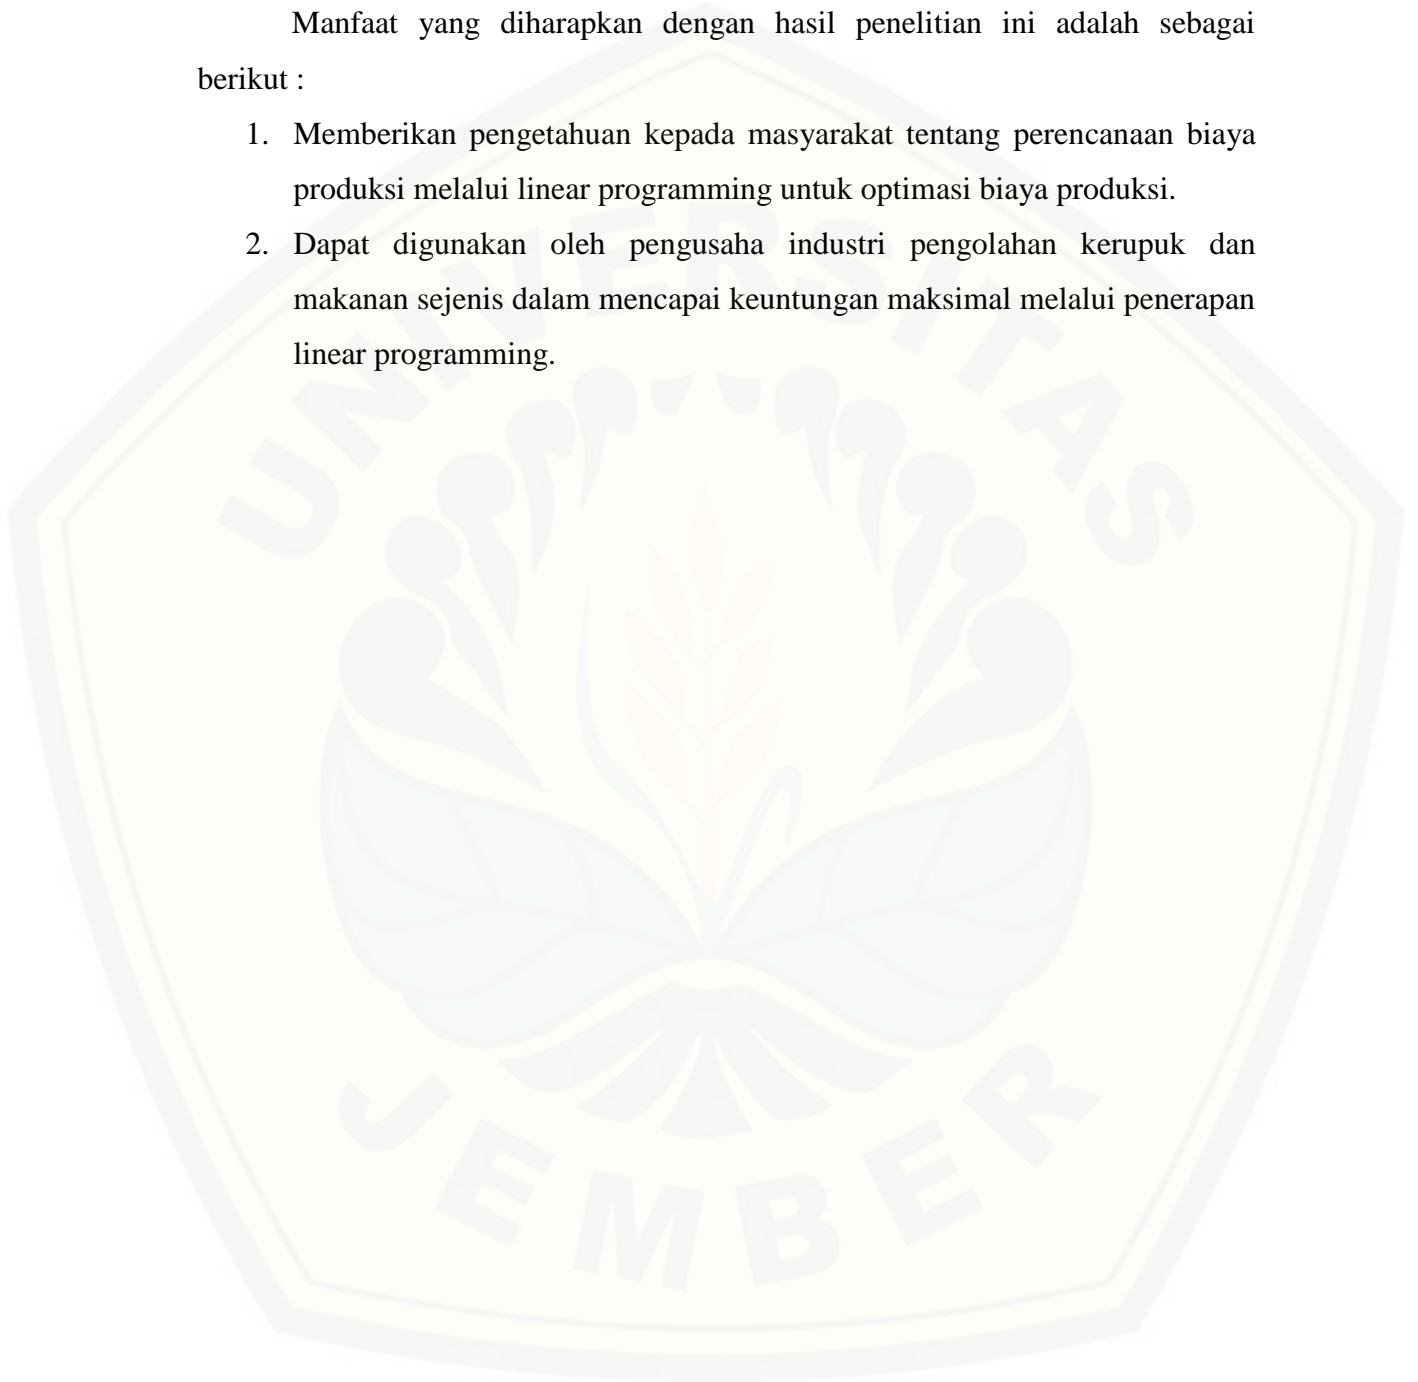 Manfaat yang diharapkan dengan hasil penelitian ini adalah sebagai
berikut :
1. Memberikan pengetahuan kepada masyarakat tentang perencanaan biaya
produksi melalui linear programming untuk optimasi biaya produksi.
2. Dapat digunakan oleh pengusaha industri pengolahan kerupuk dan
makanan sejenis dalam mencapai keuntungan maksimal melalui penerapan
linear programming.
UNIVERSITAS
JEMBER